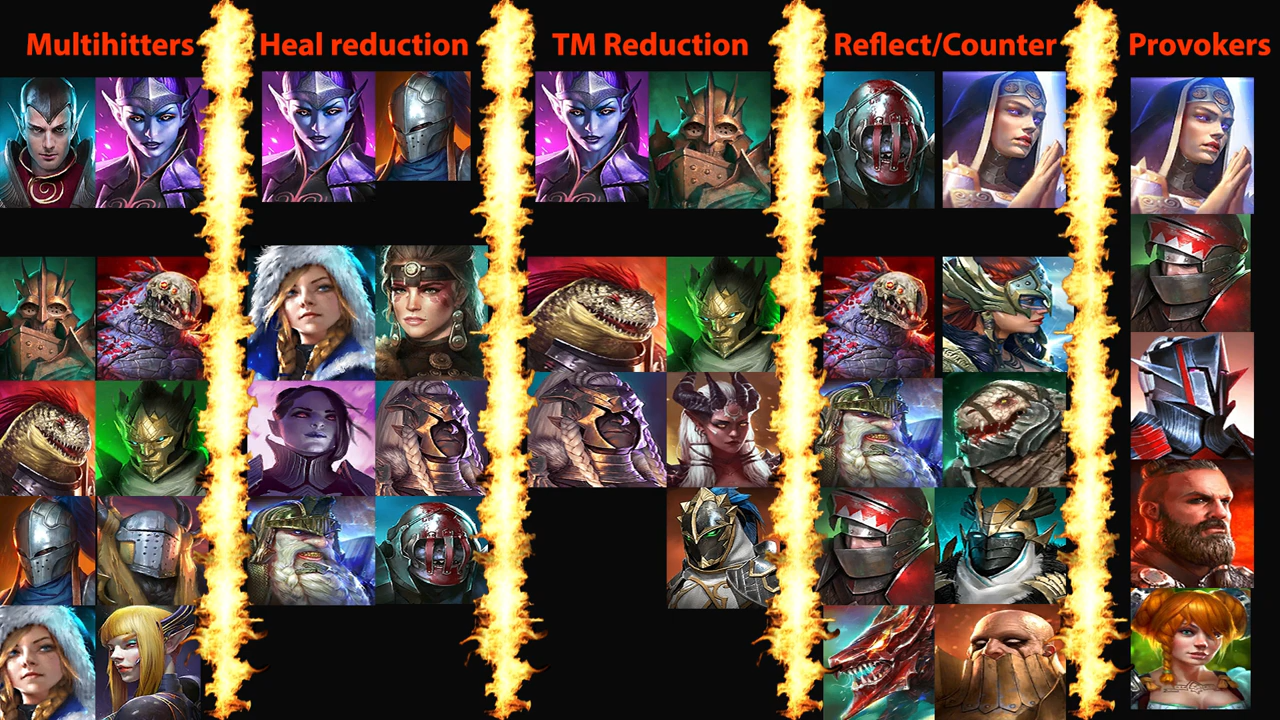 Multihitters
Heal reduction
TM Reduction
Reflect/Counter
Provokers